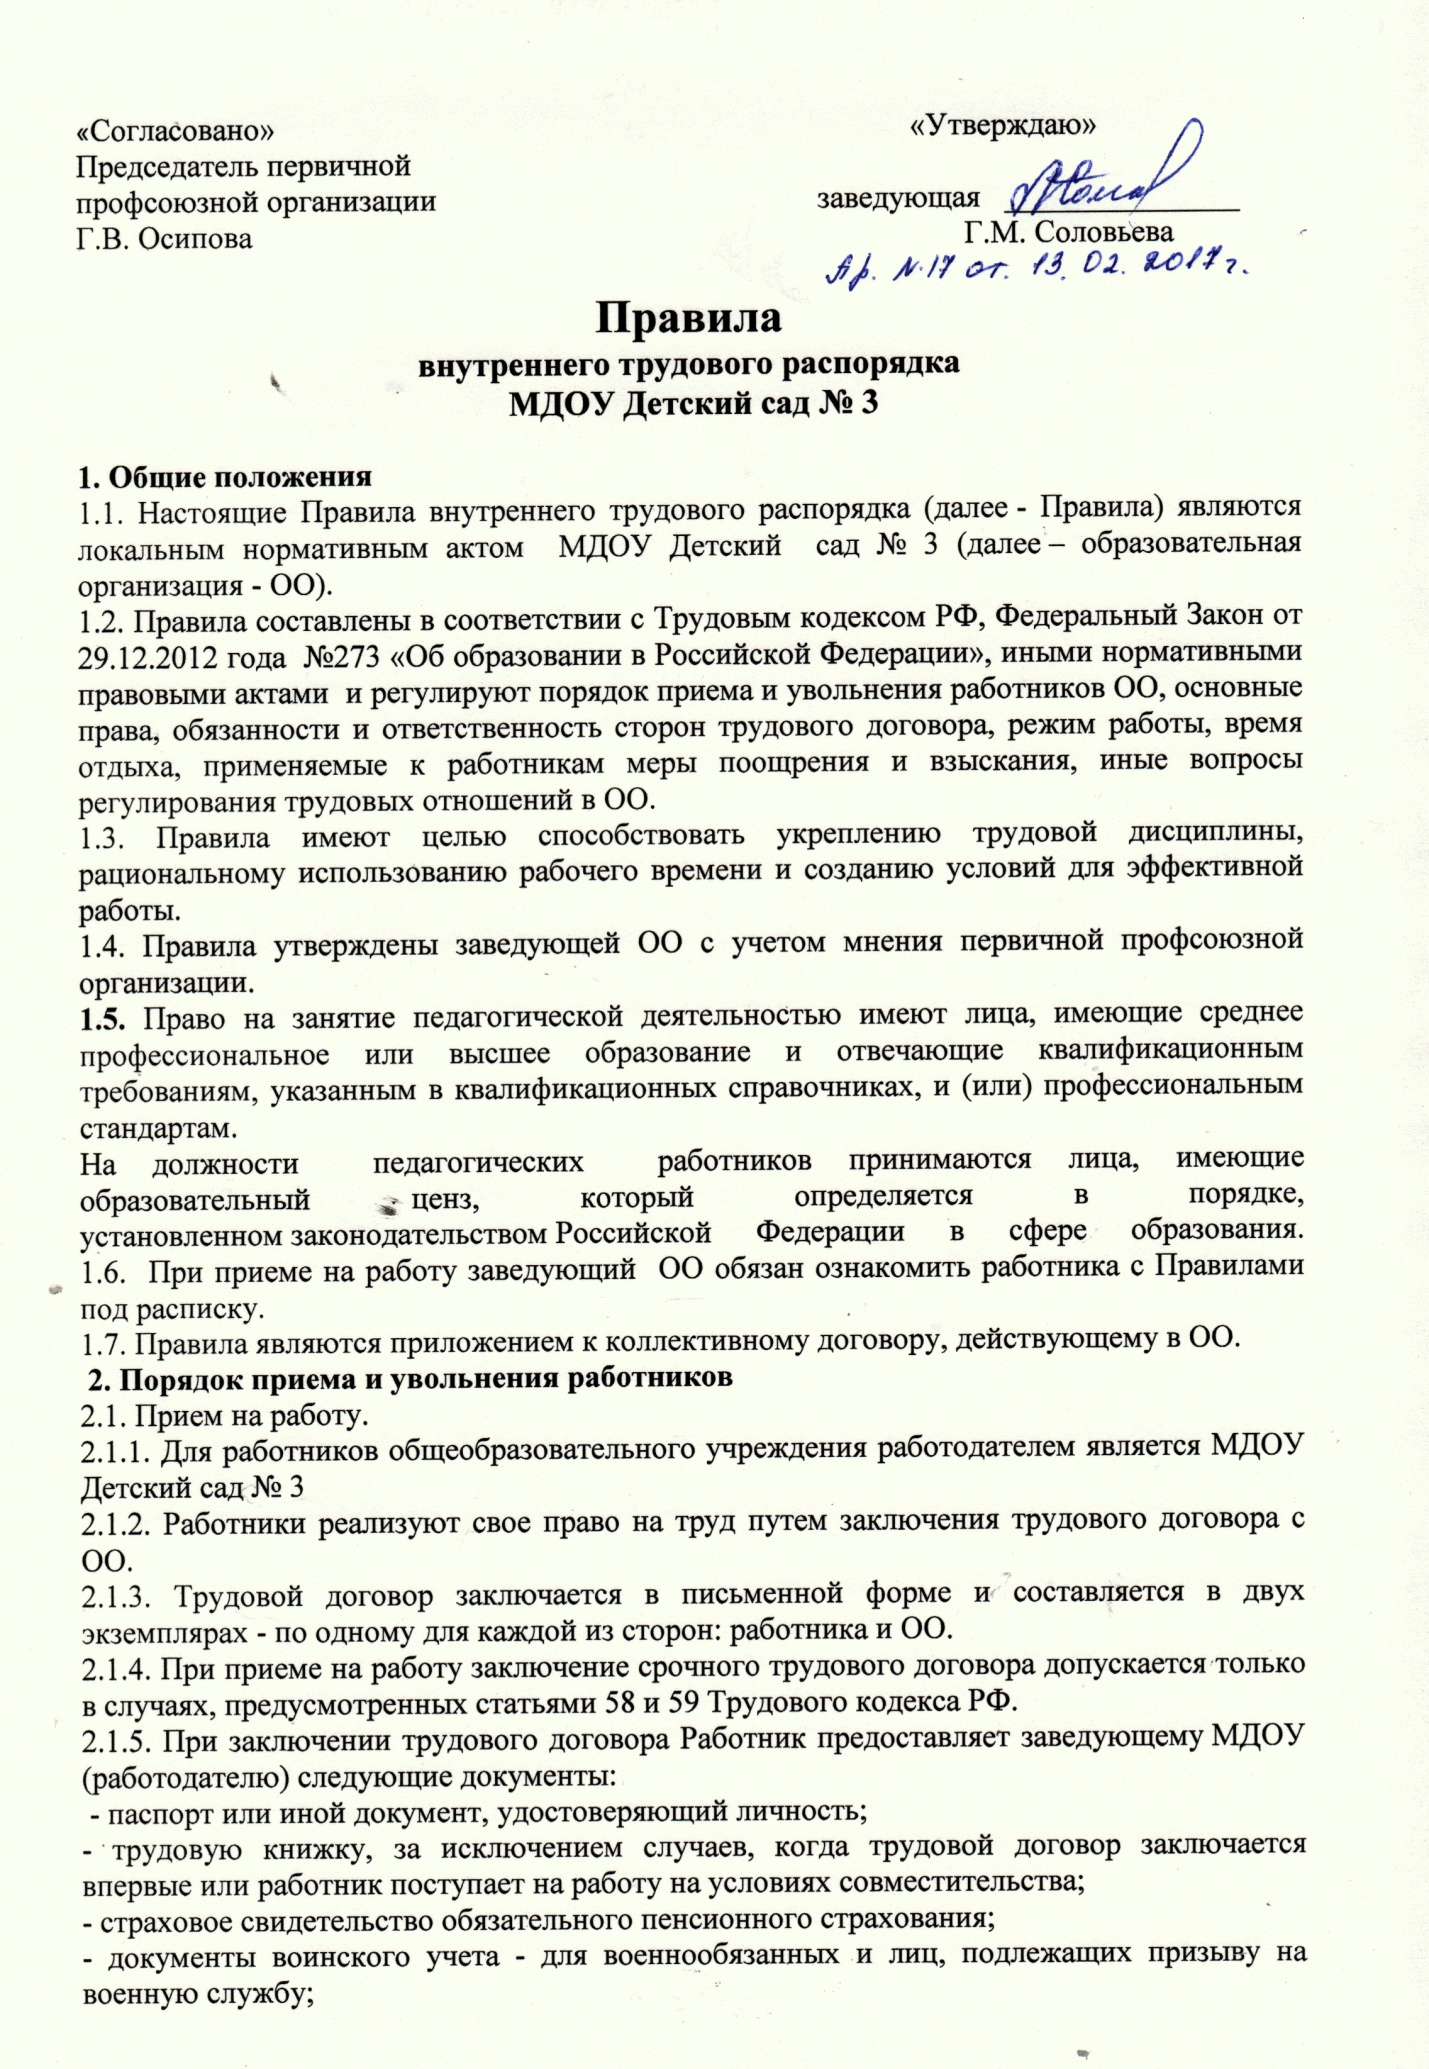 «Согласовано»
Председатель первичной
профсоюзной организации
Г.В. Осипова
«Утверждаю»
заведующая
Г.М. Соловьева
Пр. N.17 от. 13.02.2017г.
Правила
внутреннего трудового распорядка
МДОУ Детский сад № 3
1. Общие положения
1.1. Настоящие Правила внутреннего трудового распорядка (далее - Правила) являются
локальным нормативным актом МДОУ Детский сад № 3 (далее – образовательная
организация - ОО).
1.2. Правила составлены в соответствии с Трудовым кодексом РФ, Федеральный Закон от
29.12.2012 года №273 «Об образовании в Российской Федерации», иными нормативными
правовыми актами и регулируют порядок приема и увольнения работников ОО, основные
права, обязанности и ответственность сторон трудового договора, режим работы, время
отдыха, применяемые к работникам меры поощрения и взыскания, иные вопросы
регулирования трудовых отношений в ОО.
1.3. Правила имеют целью способствовать укреплению трудовой дисциплины,
рациональному использованию рабочего времени и созданию условий для эффективной
работы.
1.4. Правила утверждены заведующей ОО с учетом мнения первичной профсоюзной
организации.
1.5. Право на занятие педагогической деятельностью имеют лица, имеющие среднее
профессиональное или высшее образование и отвечающие квалификационным
требованиям, указанным в квалификационных справочниках, и (или) профессиональным
стандартам.
На должности педагогических работников принимаются лица, имеющие
образовательный ценз, который определяется в порядке,
установленном законодательством Российской Федерации в сфере образования.
1.6. При приеме на работу заведующий ОО обязан ознакомить работника с Правилами
под расписку.
1.7. Правила являются приложением к коллективному договору, действующему в ОО.
2. Порядок приема и увольнения работников
2.1. Прием на работу.
2.1.1. Для работников общеобразовательного учреждения работодателем является МДОУ
Детский сад № 3
2.1.2. Работники реализуют свое право на труд путем заключения трудового договора с
ОО.
2.1.3. Трудовой договор заключается в письменной форме и составляется в двух
экземплярах - по одному для каждой из сторон: работника и ОО.
2.1.4. При приеме на работу заключение срочного трудового договора допускается только
в случаях, предусмотренных статьями 58 и 59 Трудового кодекса РФ.
2.1.5. При заключении трудового договора Работник предоставляет заведующему МДОУ
(работодателю) следующие документы:
- паспорт или иной документ, удостоверяющий личность;
- трудовую книжку, за исключением случаев, когда трудовой договор заключается
впервые или работник поступает на работу на условиях совместительства;
- страховое свидетельство обязательного пенсионного страхования;
- документы воинского учета - для военнообязанных и лиц, подлежащих призыву на
военную службу;